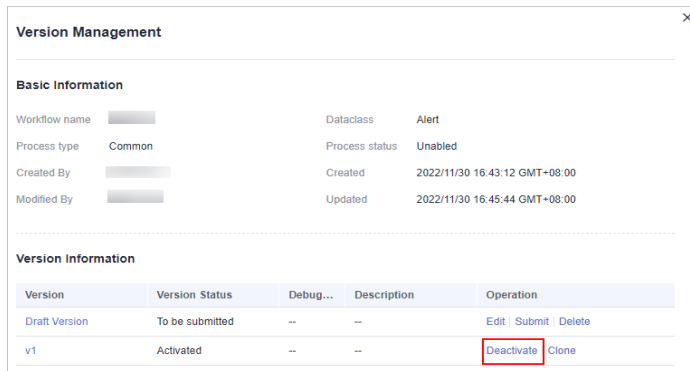 Version Management
Basic Information
Workflow name Dataclass Alert
Process type Common Process status Unabled
Created By Created 2022/11/30 16:43:12 GMT+08:00
Modified By Updated 2022/11/30 16:45:44 GMT+08:00
Version Information
Version Version Status Debug... Description Operation
Draft Version To be submitted -- -- Edit | Submit | Delete
v1 Activated -- -- Deactivate Clone